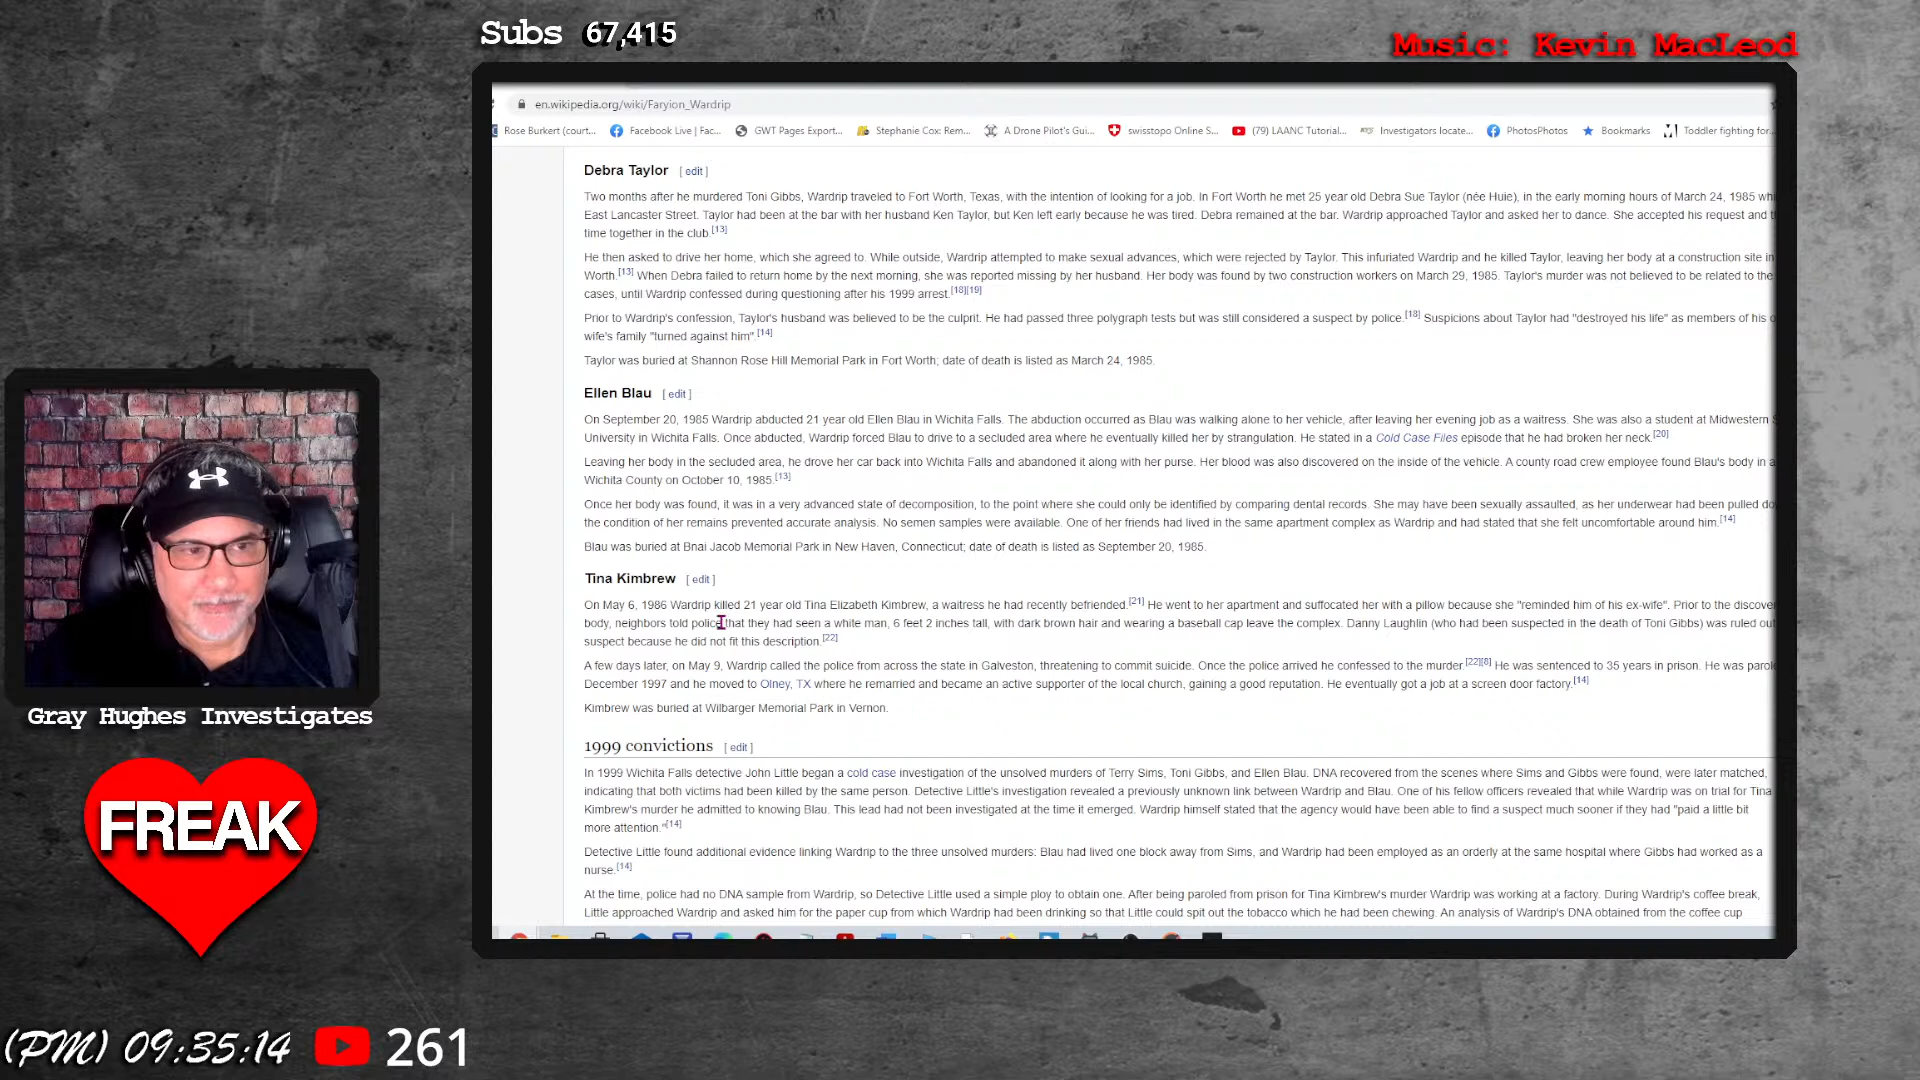 Subs 67,415
Music: Kevin MacLeod
en.wikipedia.org/wiki/Faryion_Wardrip
Rose Burkert (court... Facebook Live | Fac... GWT Pages Export... Stephanie Cox: Rem... A Drone Pilot's Gui... swisstopo Online S... (79) LAANC Tutorial... Investigators locate... PhotosPhotos Bookmarks Toddler fighting for...
Debra Taylor [ edit ]
Two months after he murdered Toni Gibbs, Wardrip traveled to Fort Worth, Texas, with the intention of looking for a job. In Fort Worth he met 25 year old Debra Sue Taylor (née Huie), in the early morning hours of March 24, 1985 wh
East Lancaster Street. Taylor had been at the bar with her husband Ken Taylor, but Ken left early because he was tired. Debra remained at the bar. Wardrip approached Taylor and asked her to dance. She accepted his request and t
time together in the club.[13]
He then asked to drive her home, which she agreed to. While outside, Wardrip attempted to make sexual advances, which were rejected by Taylor. This infuriated Wardrip and he killed Taylor, leaving her body at a construction site in
Worth.[13] When Debra failed to return home by the next morning, she was reported missing by her husband. Her body was found by two construction workers on March 29, 1985. Taylor's murder was not believed to be related to the
cases, until Wardrip confessed during questioning after his 1999 arrest.[18][19]
Prior to Wardrip's confession, Taylor's husband was believed to be the culprit. He had passed three polygraph tests but was still considered a suspect by police.[18] Suspicions about Taylor had "destroyed his life" as members of his o
wife's family "turned against him".[14]
Taylor was buried at Shannon Rose Hill Memorial Park in Fort Worth; date of death is listed as March 24, 1985.
Ellen Blau [ edit ]
On September 20, 1985 Wardrip abducted 21 year old Ellen Blau in Wichita Falls. The abduction occurred as Blau was walking alone to her vehicle, after leaving her evening job as a waitress. She was also a student at Midwestern S
University in Wichita Falls. Once abducted, Wardrip forced Blau to drive to a secluded area where he eventually killed her by strangulation. He stated in a Cold Case Files episode that he had broken her neck.[20]
Leaving her body in the secluded area, he drove her car back into Wichita Falls and abandoned it along with her purse. Her blood was also discovered on the inside of the vehicle. A county road crew employee found Blau's body in a
Wichita County on October 10, 1985.[13]
Once her body was found, it was in a very advanced state of decomposition, to the point where she could only be identified by comparing dental records. She may have been sexually assaulted, as her underwear had been pulled do
the condition of her remains prevented accurate analysis. No semen samples were available. One of her friends had lived in the same apartment complex as Wardrip and had stated that she felt uncomfortable around him.[14]
Blau was buried at Bnai Jacob Memorial Park in New Haven, Connecticut; date of death is listed as September 20, 1985.
Tina Kimbrew [ edit ]
On May 6, 1986 Wardrip killed 21 year old Tina Elizabeth Kimbrew, a waitress he had recently befriended.[21] He went to her apartment and suffocated her with a pillow because she "reminded him of his ex-wife". Prior to the discover
body, neighbors told police that they had seen a white man, 6 feet 2 inches tall, with dark brown hair and wearing a baseball cap leave the complex. Danny Laughlin (who had been suspected in the death of Toni Gibbs) was ruled ou
suspect because he did not fit this description.[22]
A few days later, on May 9, Wardrip called the police from across the state in Galveston, threatening to commit suicide. Once the police arrived he confessed to the murder.[22][8] He was sentenced to 35 years in prison. He was parol
December 1997 and he moved to Olney, TX where he remarried and became an active supporter of the local church, gaining a good reputation. He eventually got a job at a screen door factory.[14]
Kimbrew was buried at Wilbarger Memorial Park in Vernon.
1999 convictions [ edit ]
In 1999 Wichita Falls detective John Little began a cold case investigation of the unsolved murders of Terry Sims, Toni Gibbs, and Ellen Blau. DNA recovered from the scenes where Sims and Gibbs were found, were later matched,
indicating that both victims had been killed by the same person. Detective Little's investigation revealed a previously unknown link between Wardrip and Blau. One of his fellow officers revealed that while Wardrip was on trial for Tina
Kimbrew's murder he admitted to knowing Blau. This lead had not been investigated at the time it emerged. Wardrip himself stated that the agency would have been able to find a suspect much sooner if they had "paid a little bit
more attention."[14]
Detective Little found additional evidence linking Wardrip to the three unsolved murders: Blau had lived one block away from Sims, and Wardrip had been employed as an orderly at the same hospital where Gibbs had worked as a
nurse.[14]
At the time, police had no DNA sample from Wardrip, so Detective Little used a simple ploy to obtain one. After being paroled from prison for Tina Kimbrew's murder Wardrip was working at a factory. During Wardrip's coffee break,
Little approached Wardrip and asked him for the paper cup from which Wardrip had been drinking so that Little could spit out the tobacco which he had been chewing. An analysis of Wardrip's DNA obtained from the coffee cup
Gray Hughes Investigates
FREAK
(PM) 09:35:14 261